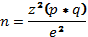 n = z²(p * q) / e²